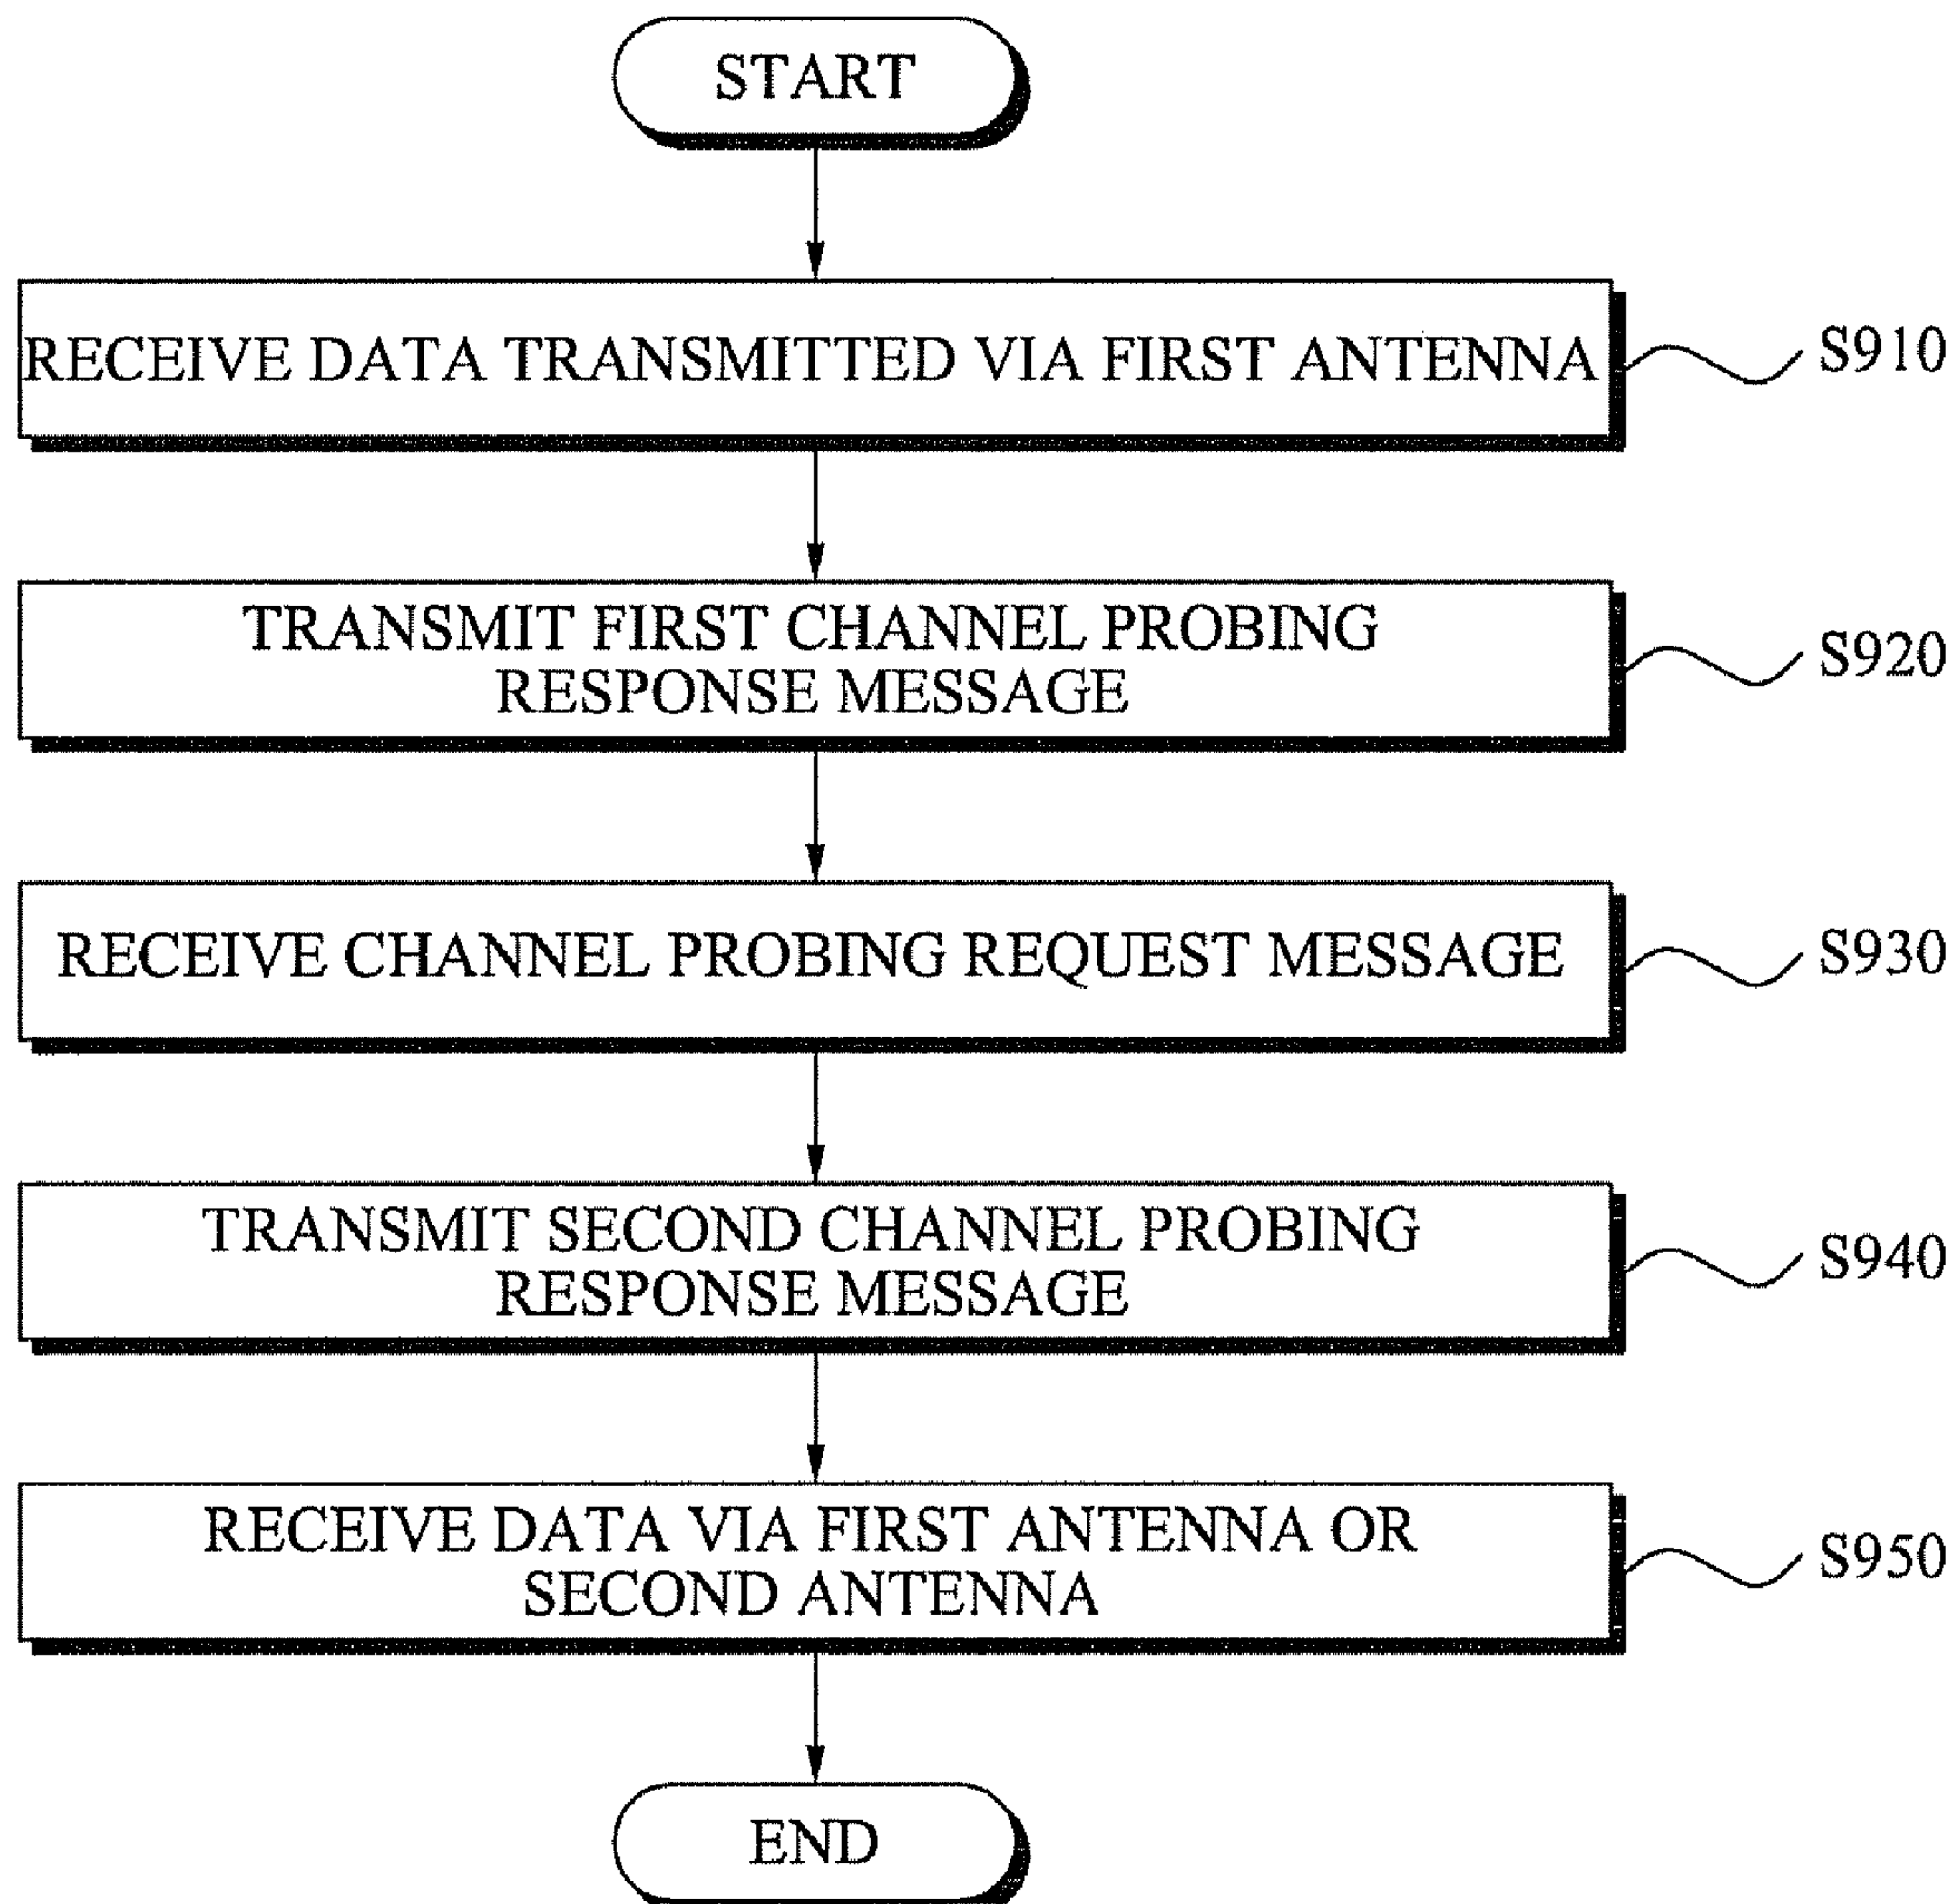 START
RECEIVE DATA TRANSMITTED VIA FIRST ANTENNA
S910
TRANSMIT FIRST CHANNEL PROBING
RESPONSE MESSAGE
S920
RECEIVE CHANNEL PROBING REQUEST MESSAGE
S930
TRANSMIT SECOND CHANNEL PROBING
RESPONSE MESSAGE
S940
RECEIVE DATA VIA FIRST ANTENNA OR
SECOND ANTENNA
S950
END